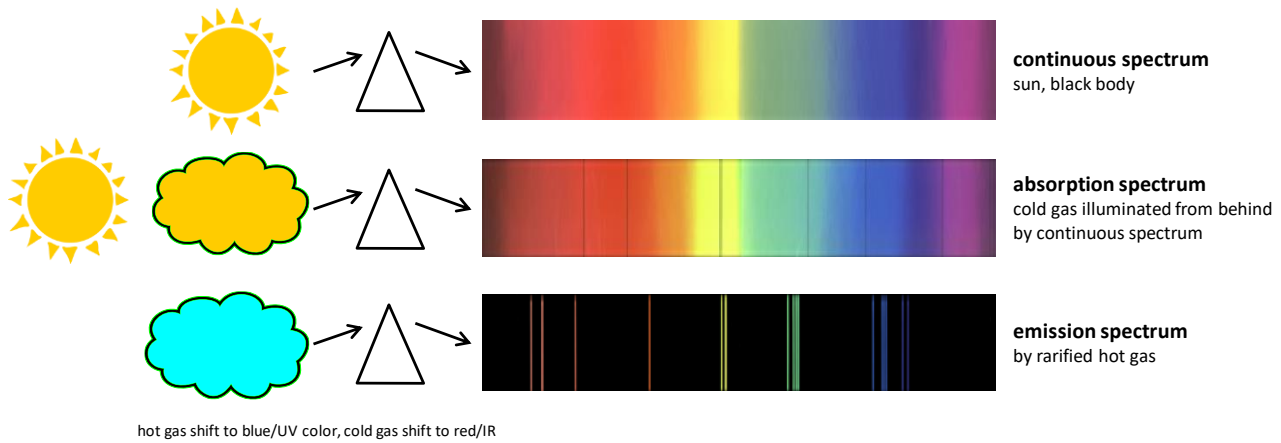 continuous spectrum
sun, black body
absorption spectrum
cold gas illuminated from behind
by continuous spectrum
emission spectrum
by rarified hot gas
hot gas shift to blue/UV color, cold gas shift to red/IR